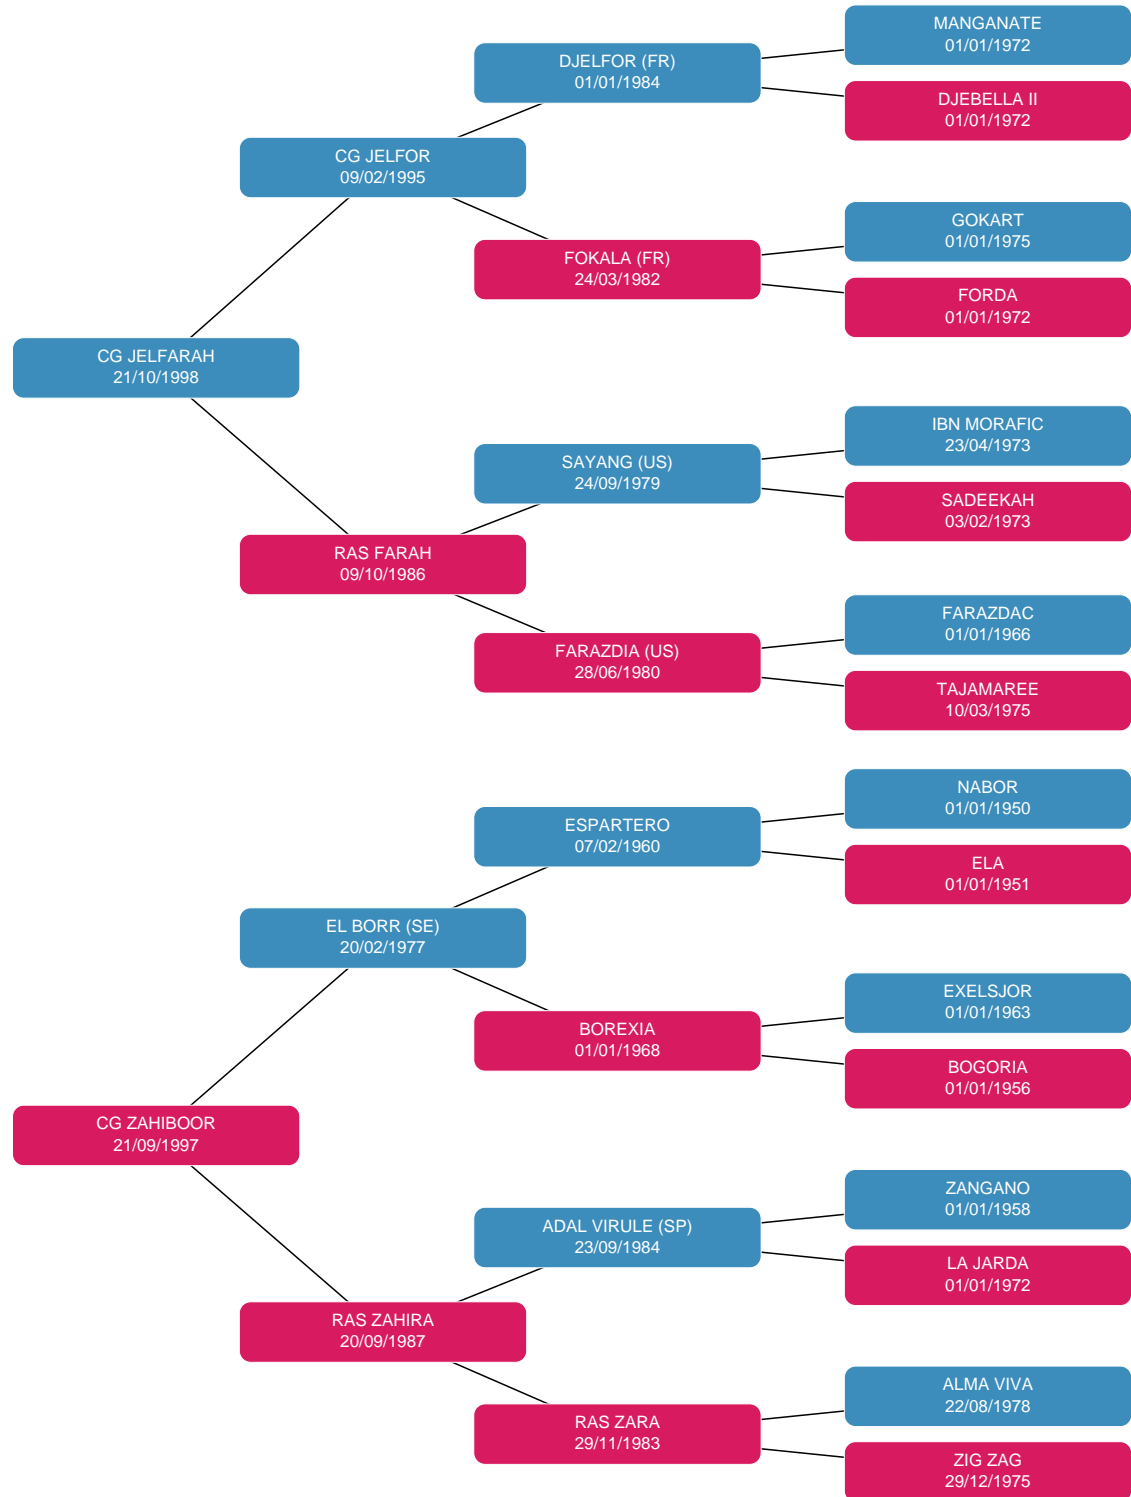 MANGANATE
01/01/1972
DJELFOR (FR)
01/01/1984
DJEBELLA II
01/01/1972
CG JELFOR
09/02/1995
GOKART
01/01/1975
FOKALA (FR)
24/03/1982
FORDA
01/01/1972
CG JELFARAH
21/10/1998
IBN MORAFIC
23/04/1973
SAYANG (US)
24/09/1979
SADEEKAH
03/02/1973
RAS FARAH
09/10/1986
FARAZDAC
01/01/1966
FARAZDIA (US)
28/06/1980
TAJAMAREE
10/03/1975
NABOR
01/01/1950
ESPARTERO
07/02/1960
ELA
01/01/1951
EL BORR (SE)
20/02/1977
EXELSJOR
01/01/1963
BOREXIA
01/01/1968
BOGORIA
01/01/1956
CG ZAHIBOOR
21/09/1997
ZANGANO
01/01/1958
ADAL VIRULE (SP)
23/09/1984
LA JARDA
01/01/1972
RAS ZAHIRA
20/09/1987
ALMA VIVA
22/08/1978
RAS ZARA
29/11/1983
ZIG ZAG
29/12/1975